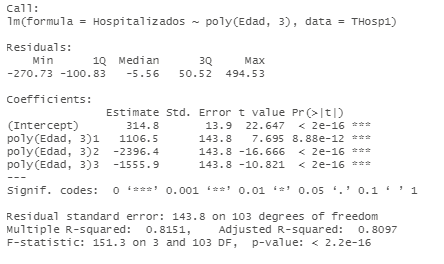 Call:
lm(formula = Hospitalizados ~ poly(Edad, 3), data = THosp1)
Residuals:
Min 1Q Median 3Q Max
-270.73 -100.83 -5.56 50.52 494.53
Coefficients:
Estimate Std. Error t value Pr(>|t|)
(Intercept) 314.8 13.9 22.647 < 2e-16 ***
poly(Edad, 3)1 1106.5 143.8 7.695 8.88e-12 ***
poly(Edad, 3)2 -2396.4 143.8 -16.666 < 2e-16 ***
poly(Edad, 3)3 -1555.9 143.8 -10.821 < 2e-16 ***
---
Signif. codes: 0 ‘***’ 0.001 ‘**’ 0.01 ‘*’ 0.05 ‘.’ 0.1 ‘ ’ 1
Residual standard error: 143.8 on 103 degrees of freedom
Multiple R-squared: 0.8151, Adjusted R-squared: 0.8097
F-statistic: 151.3 on 3 and 103 DF, p-value: < 2.2e-16